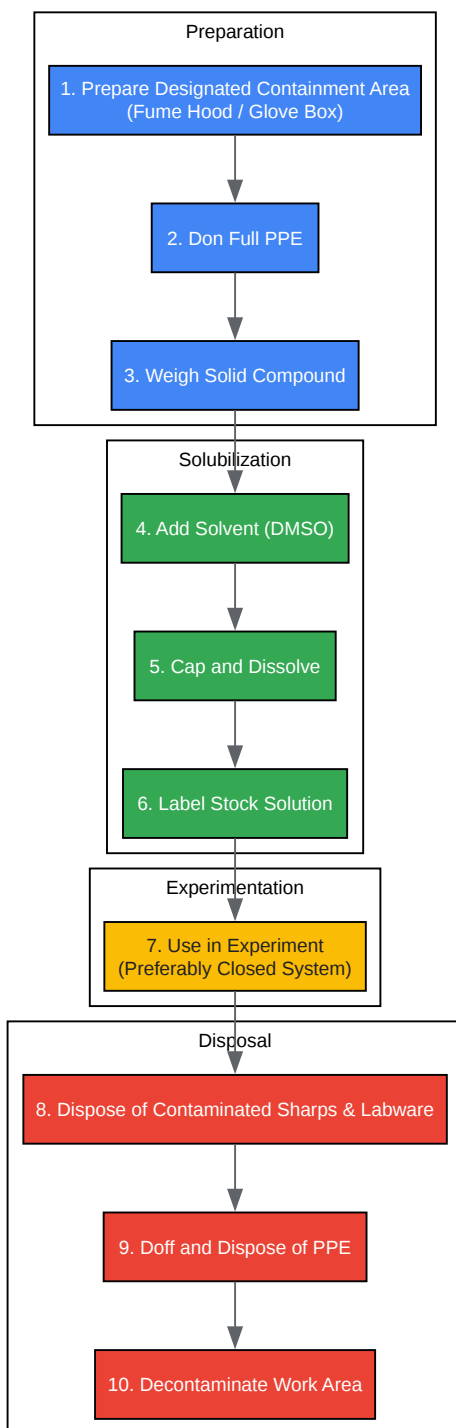 Preparation
1. Prepare Designated Containment Area
(Fume Hood / Glove Box)
2. Don Full PPE
3. Weigh Solid Compound
Solubilization
4. Add Solvent (DMSO)
5. Cap and Dissolve
6. Label Stock Solution
Experimentation
7. Use in Experiment
(Preferably Closed System)
Disposal
8. Dispose of Contaminated Sharps & Labware
9. Doff and Dispose of PPE
10. Decontaminate Work Area